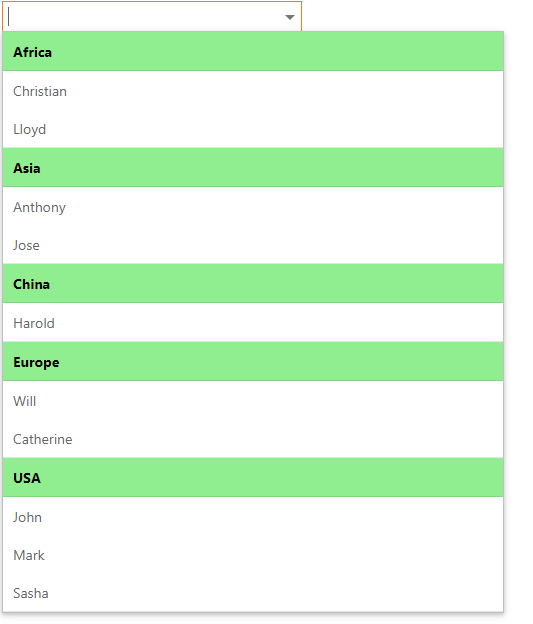 Africa
Christian
Lloyd
Asia
Anthony
Jose
China
Harold
Europe
Will
Catherine
USA
John
Mark
Sasha